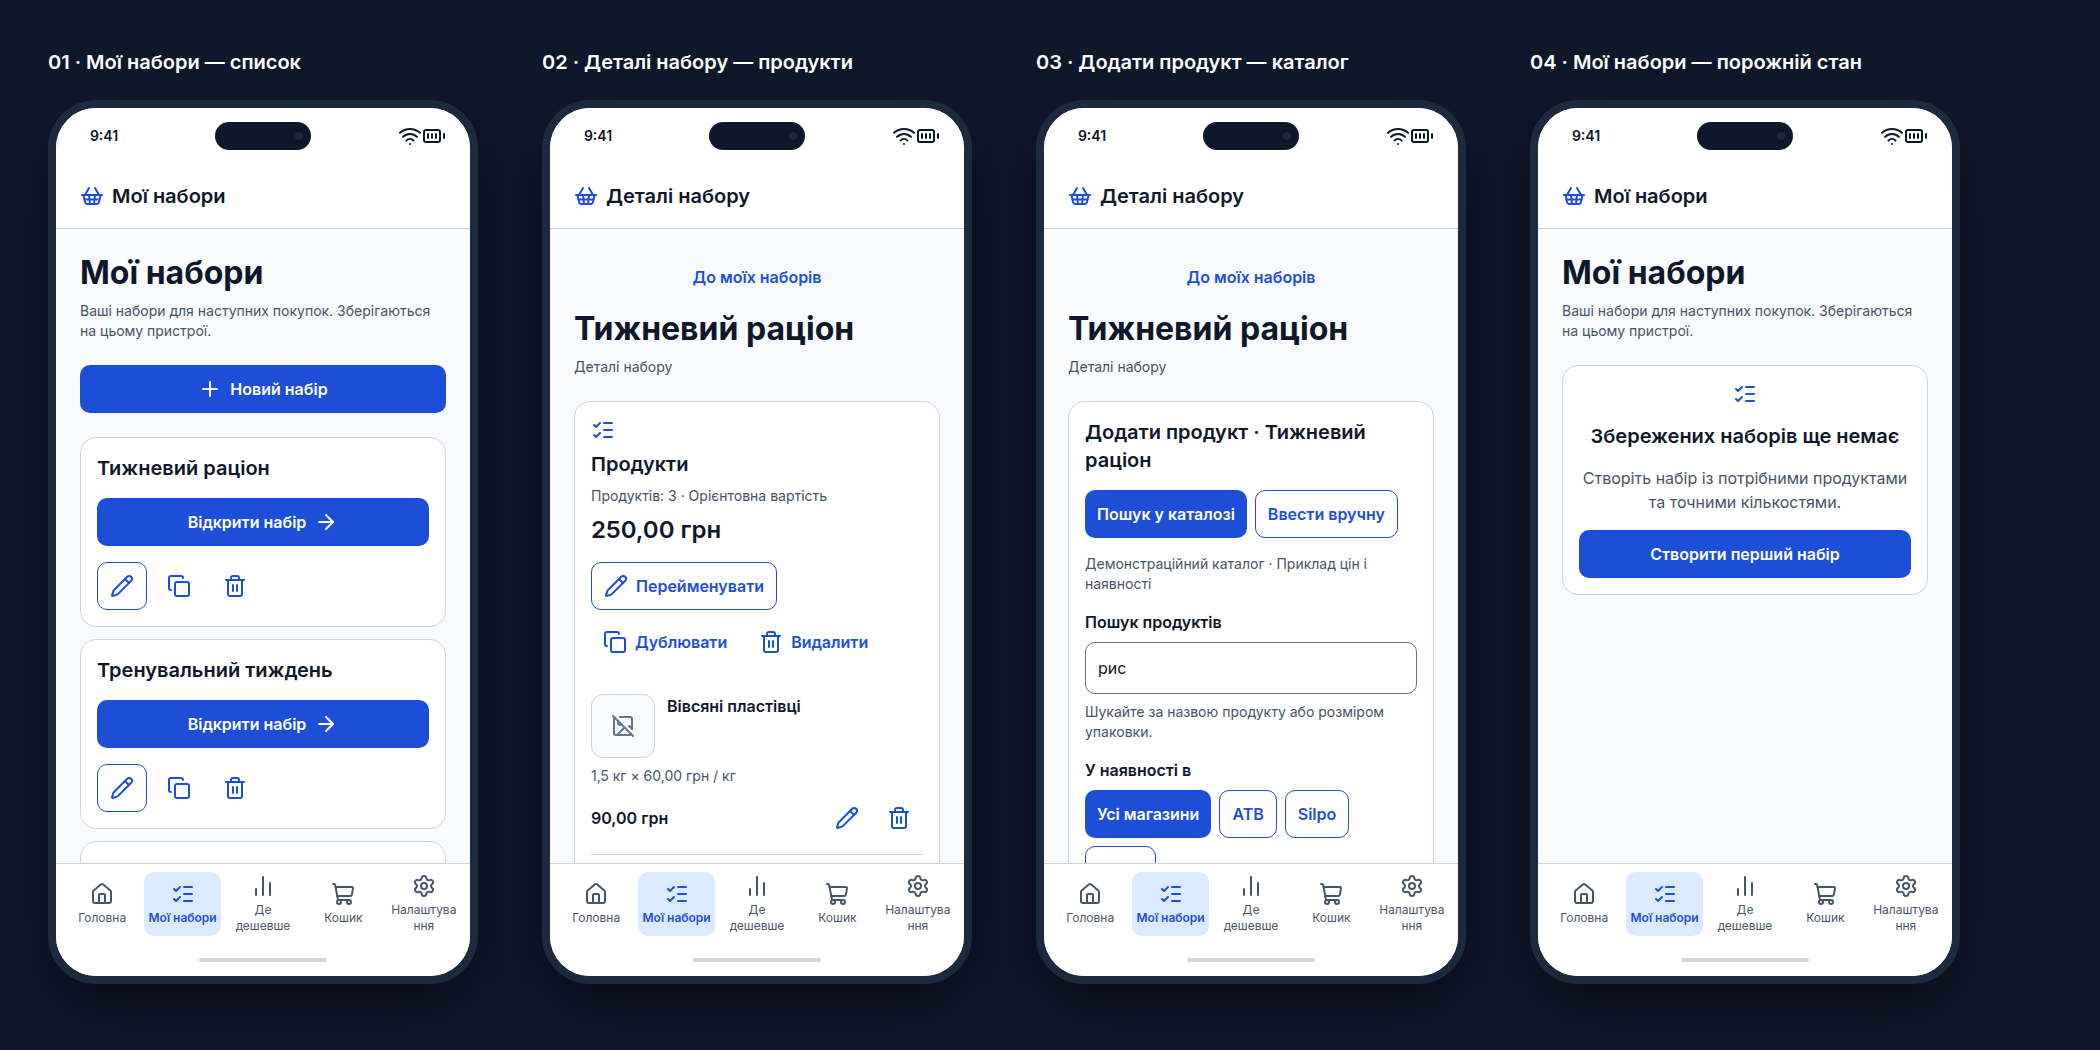 01 · Мої набори — список
9:41
Мої набори
Мої набори
Ваші набори для наступних покупок. Зберігаються
на цьому пристрої.
Новий набір
Тижневий раціон
Відкрити набір
Тренувальний тиждень
Відкрити набір
Головна
Мої набори
Де
дешевше
Кошик
Налаштува
ння
02 · Деталі набору — продукти
9:41
Деталі набору
До моїх наборів
Тижневий раціон
Деталі набору
Продукти
Продуктів: 3 · Орієнтовна вартість
250,00 грн
Перейменувати
Дублювати
Видалити
Вівсяні пластівці
1,5 кг × 60,00 грн / кг
90,00 грн
Головна
Мої набори
Де
дешевше
Кошик
Налаштува
ння
03 · Додати продукт — каталог
9:41
Деталі набору
До моїх наборів
Тижневий раціон
Деталі набору
Додати продукт · Тижневий
раціон
Пошук у каталозі
Ввести вручну
Демонстраційний каталог · Приклад цін і
наявності
Пошук продуктів
рис
Шукайте за назвою продукту або розміром
упаковки.
У наявності в
Усі магазини
АТВ
Silpo
Головна
Мої набори
Де
дешевше
Кошик
Налаштува
ння
04 · Мої набори — порожній стан
9:41
Мої набори
Мої набори
Ваші набори для наступних покупок. Зберігаються
на цьому пристрої.
Збережених наборів ще немає
Створіть набір із потрібними продуктами
та точними кількостями.
Створити перший набір
Головна
Мої набори
Де
дешевше
Кошик
Налаштува
ння